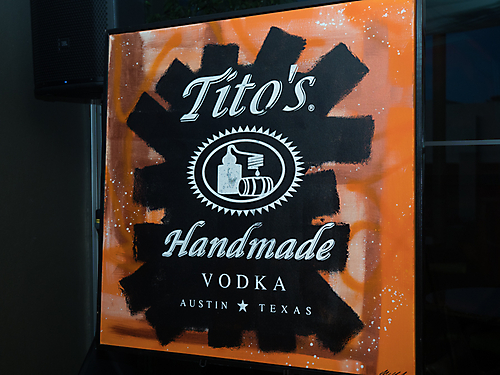 Tito's®
Handmade
VODKA
AUSTIN ★ TEXAS